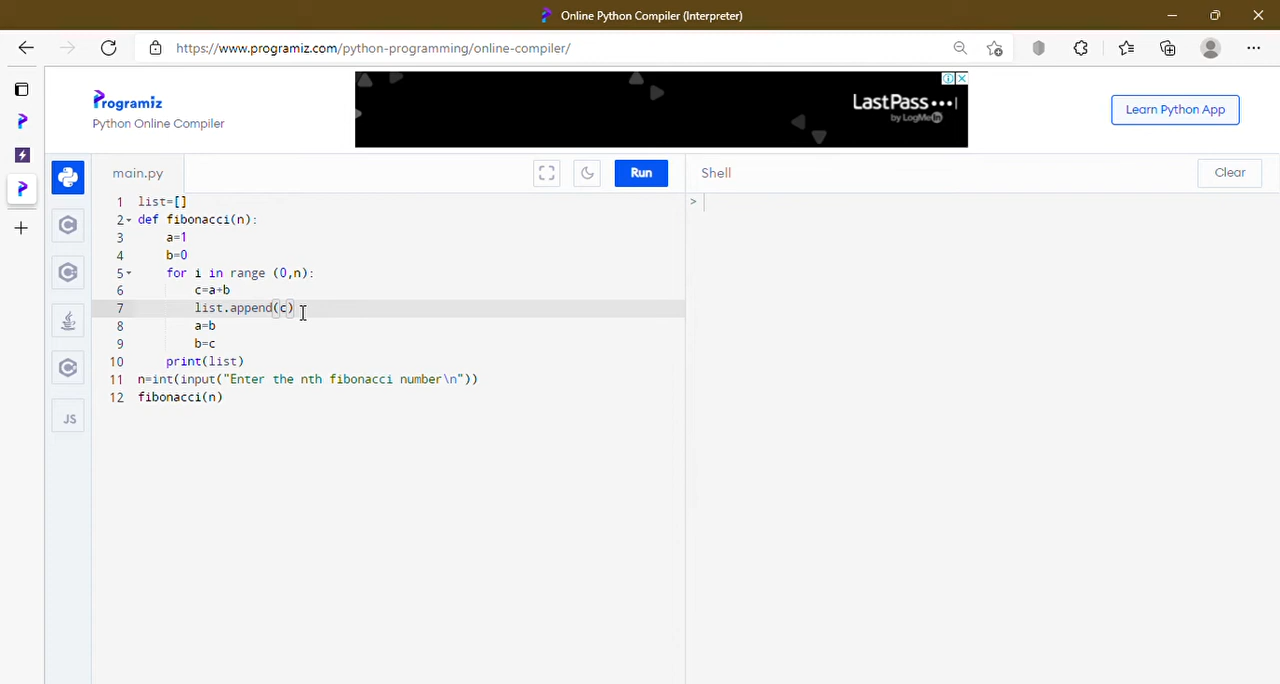 Online Python Compiler (Interpreter)
https://www.programiz.com/python-programming/online-compiler/
Programiz
Python Online Compiler
LastPass•••|
by LogMeIn
Learn Python App
main.py
Run
Shell
Clear
1 list=[]
2 def fibonacci(n):
3 a=1
4 b=0
5 for i in range (0,n):
6 c=a+b
7 list.append(c)
8 a=b
9 b=c
10 print(list)
11 n=int(input("Enter the nth fibonacci number\n"))
12 fibonacci(n)
>
JS